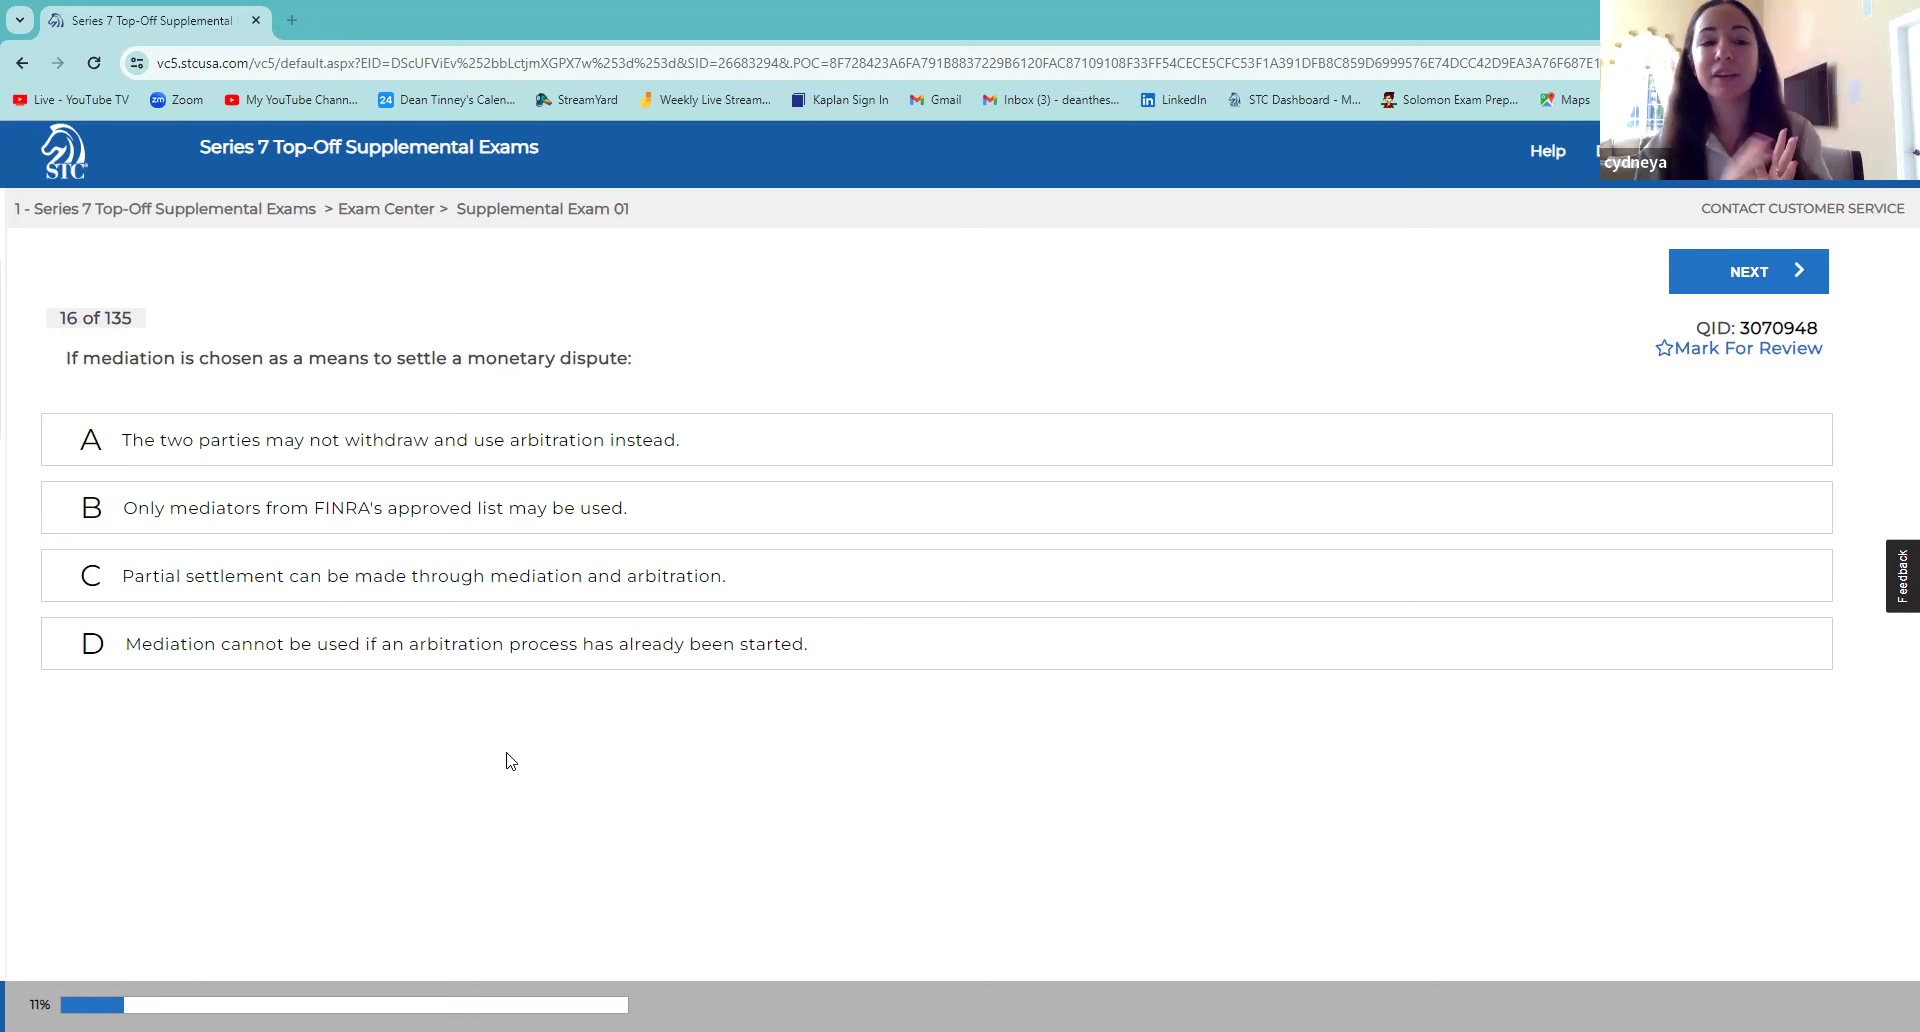 Series 7 Top-Off Supplemental
vc5.stcusa.com/vc5/default.aspx?EID=DScUFViEv%252bbLctjmXGPX7w%253d%253d&SID=26683294&.POC=8F728423A6FA791B8837229B6120FAC87109108F33FF54CECE5CFC53F1A391DFB8C859D6999576E74DCC42D9EA3A76F687E1
Live - YouTube TV zm Zoom My YouTube Chann... 24 Dean Tinney's Calen... StreamYard Weekly Live Stream... Kaplan Sign In Gmail Inbox (3) - deanthes... LinkedIn STC Dashboard - M... Solomon Exam Prep... Maps
STC
Series 7 Top-Off Supplemental Exams
Help
cydneya
1 - Series 7 Top-Off Supplemental Exams > Exam Center > Supplemental Exam 01
CONTACT CUSTOMER SERVICE
NEXT
16 of 135
QID: 3070948
Mark For Review
If mediation is chosen as a means to settle a monetary dispute:
A The two parties may not withdraw and use arbitration instead.
B Only mediators from FINRA's approved list may be used.
C Partial settlement can be made through mediation and arbitration.
D Mediation cannot be used if an arbitration process has already been started.
Feedback
11%